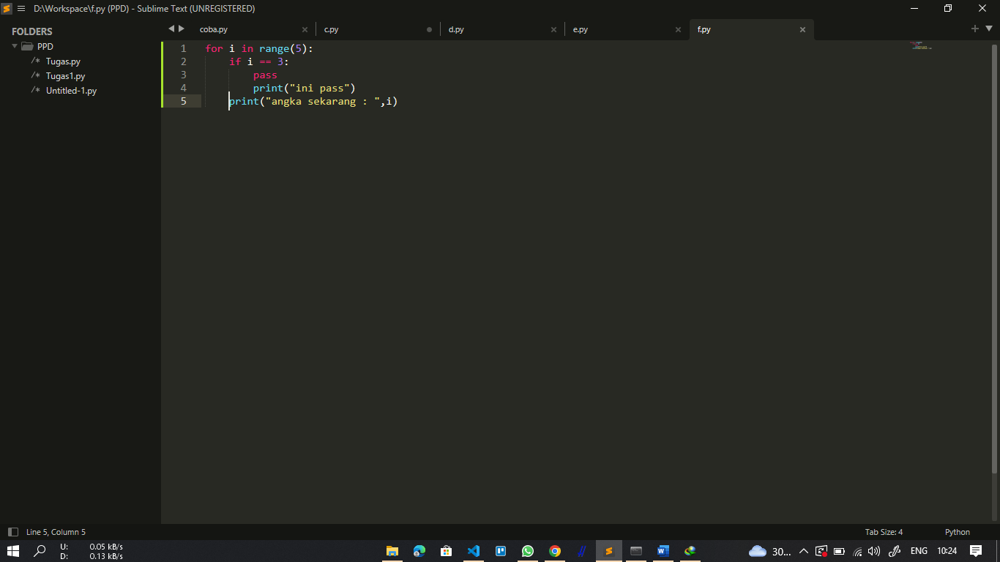 D:\Workspace\f.py (PPD) - Sublime Text (UNREGISTERED)
FOLDERS
PPD
/* Tugas.py
/* Tugas1.py
/* Untitled-1.py
coba.py c.py d.py e.py f.py
1 for i in range(5):
2 if i == 3:
3 pass
4 print("ini pass")
5 print("angka sekarang : ",i)
Line 5, Column 5 Tab Size: 4 Python
U: 0.05 kB/s
D: 0.13 kB/s
30... ENG 10:24